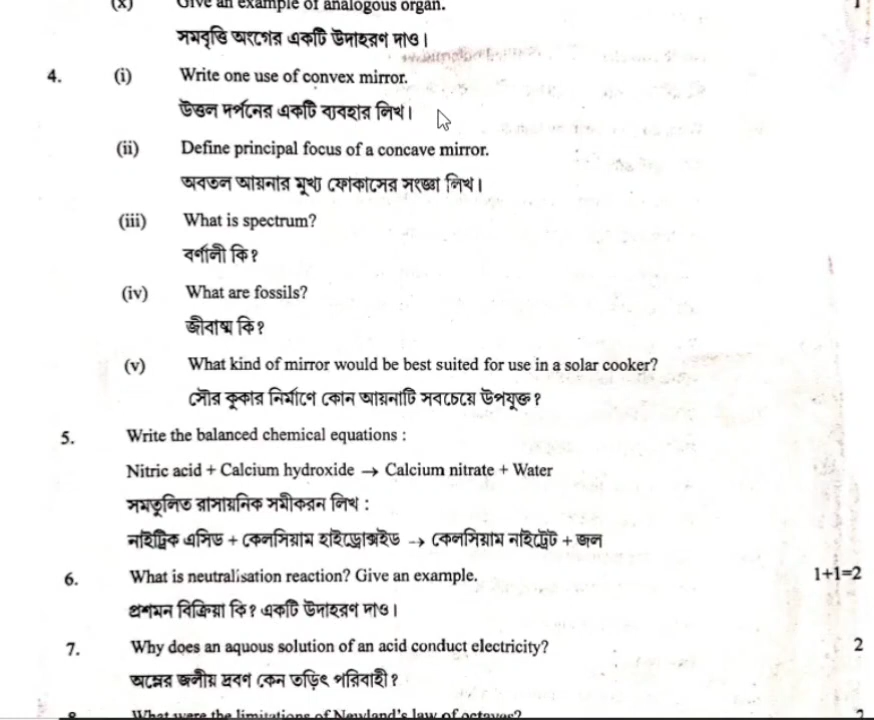 (x) Give an example of analogous organ. 1
সমবৃত্তি অংগের একটি উদাহরণ দাও।
4. (i) Write one use of convex mirror.
উত্তল দর্পনের একটি ব্যবহার লিখ।
(ii) Define principal focus of a concave mirror.
অবতল আয়নার মুখ্য ফোকাসের সংজ্ঞা লিখ।
(iii) What is spectrum?
বর্ণালী কি?
(iv) What are fossils?
জীবাষ্ম কি?
(v) What kind of mirror would be best suited for use in a solar cooker?
সৌর কুকার নির্মাণে কোন আয়নাটি সবচেয়ে উপযুক্ত?
5. Write the balanced chemical equations :
Nitric acid + Calcium hydroxide → Calcium nitrate + Water
সমতুলিত রাসায়নিক সমীকরন লিখ :
নাইট্রিক এসিড + কেলসিয়াম হাইড্রোক্সাইড → কেলসিয়াম নাইট্রেট + জল
6. What is neutralisation reaction? Give an example. 1+1=2
প্রশমন বিক্রিয়া কি? একটি উদাহরণ দাও।
7. Why does an aquous solution of an acid conduct electricity? 2
অম্লের জলীয় দ্রবণ কেন তড়িৎ পরিবাহী?
8. What were the limitations of Newland's law of octaves? 2